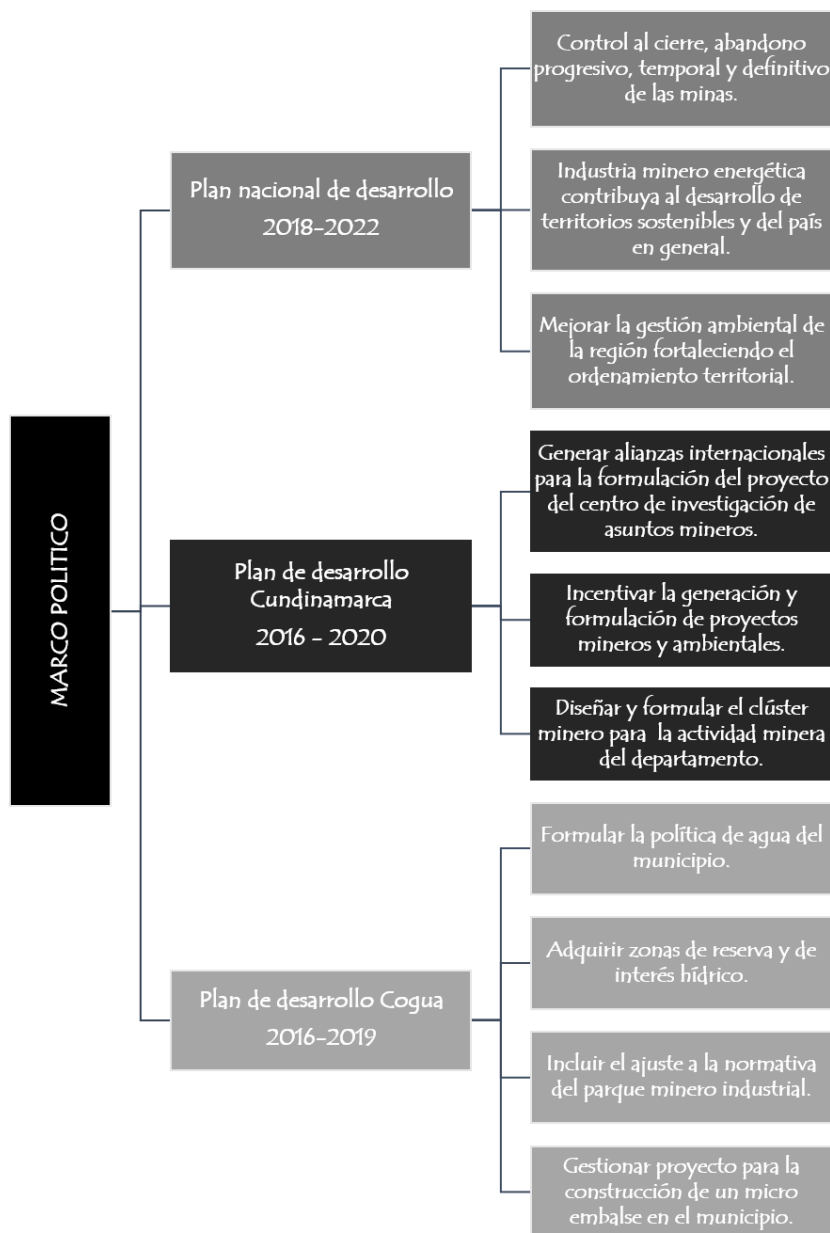 MARCO POLITICO
Plan nacional de desarrollo
2018-2022
Control al cierre, abandono
progresivo, temporal y definitivo
de las minas.
Industria minero energética
contribuya al desarrollo de
territorios sostenibles y del país
en general.
Mejorar la gestión ambiental de
la región fortaleciendo el
ordenamiento territorial.
Plan de desarrollo
Cundinamarca
2016 - 2020
Generar alianzas internacionales
para la formulación del proyecto
del centro de investigación de
asuntos mineros.
Incentivar la generación y
formulación de proyectos
mineros y ambientales.
Diseñar y formular el clúster
minero para la actividad minera
del departamento.
Plan de desarrollo Cogua
2016-2019
Formular la política de agua del
municipio.
Adquirir zonas de reserva y de
interés hídrico.
Incluir el ajuste a la normativa
del parque minero industrial.
Gestionar proyecto para la
construcción de un micro
embalse en el municipio.